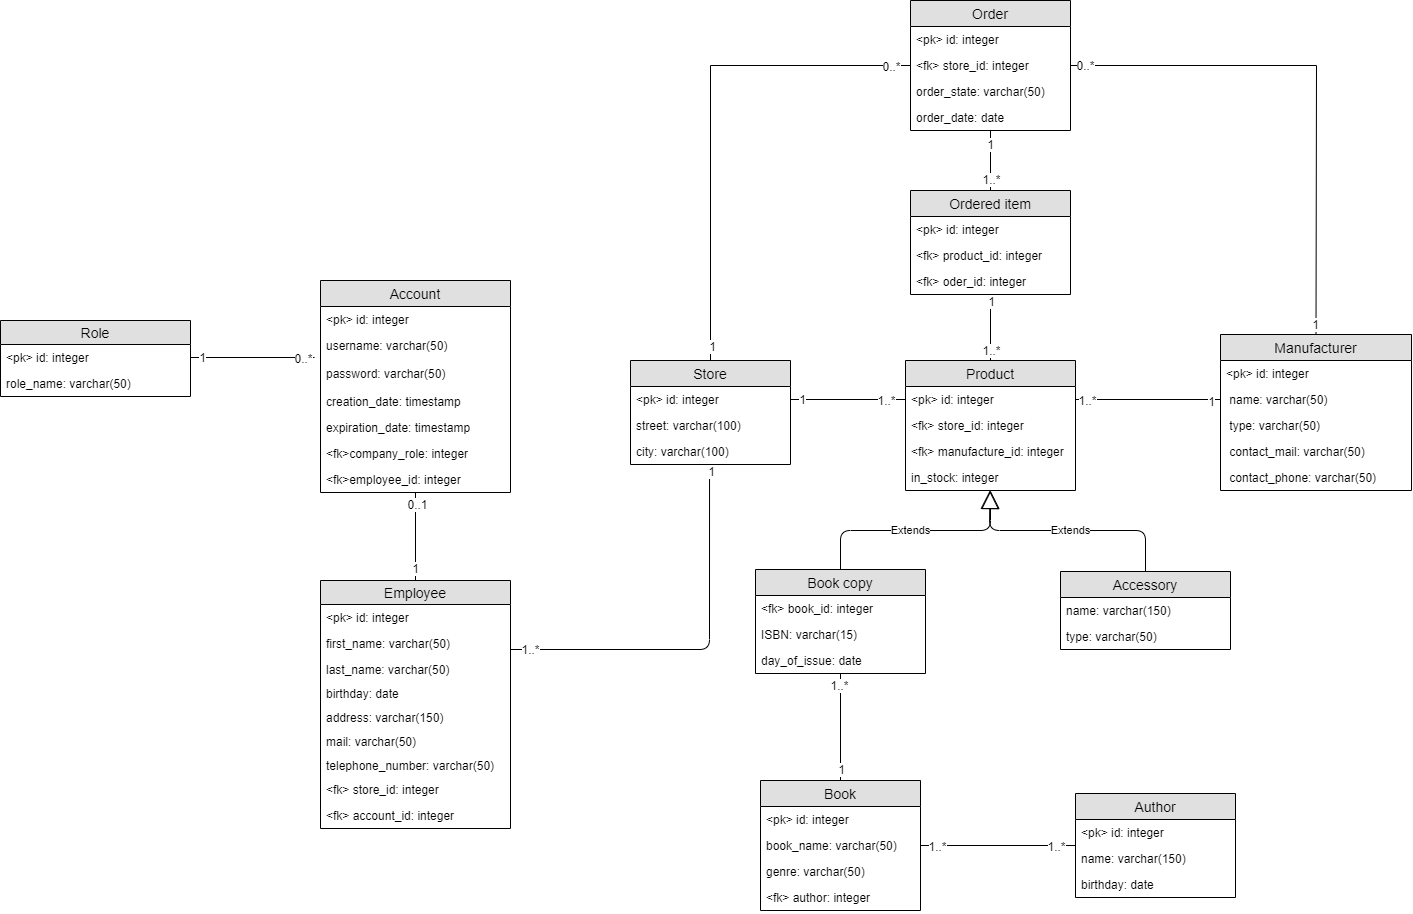 Order
<pk> id: integer
<fk> store_id: integer
order_state: varchar(50)
order_date: date
0..*
0..*
1
1..*
Ordered item
<pk> id: integer
<fk> product_id: integer
<fk> oder_id: integer
1
1..*
Role
<pk> id: integer
role_name: varchar(50)
1
0..*
Account
<pk> id: integer
username: varchar(50)
password: varchar(50)
creation_date: timestamp
expiration_date: timestamp
<fk>company_role: integer
<fk>employee_id: integer
0..1
1
Employee
<pk> id: integer
first_name: varchar(50)
last_name: varchar(50)
birthday: date
address: varchar(150)
mail: varchar(50)
telephone_number: varchar(50)
<fk> store_id: integer
<fk> account_id: integer
1..*
1
Store
<pk> id: integer
street: varchar(100)
city: varchar(100)
1
1
1..*
Product
<pk> id: integer
<fk> store_id: integer
<fk> manufacture_id: integer
in_stock: integer
1..*
1
1
Manufacturer
<pk> id: integer
name: varchar(50)
type: varchar(50)
contact_mail: varchar(50)
contact_phone: varchar(50)
Extends
Extends
Book copy
<fk> book_id: integer
ISBN: varchar(15)
day_of_issue: date
1..*
1
Accessory
name: varchar(150)
type: varchar(50)
Book
<pk> id: integer
book_name: varchar(50)
genre: varchar(50)
<fk> author: integer
1..*
1..*
Author
<pk> id: integer
name: varchar(150)
birthday: date